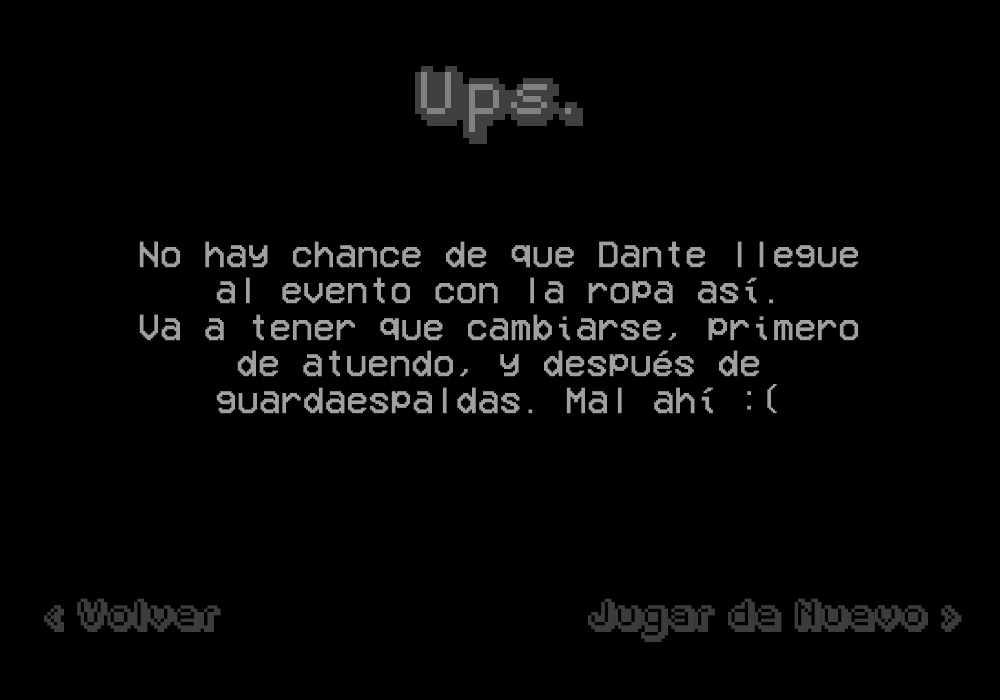 Ups.
No hay chance de que Dante llegue
al evento con la ropa así.
Va a tener que cambiarse, primero
de atuendo, y después de
guardaespaldas. Mal ahí :(
< Volver
Jugar de Nuevo >